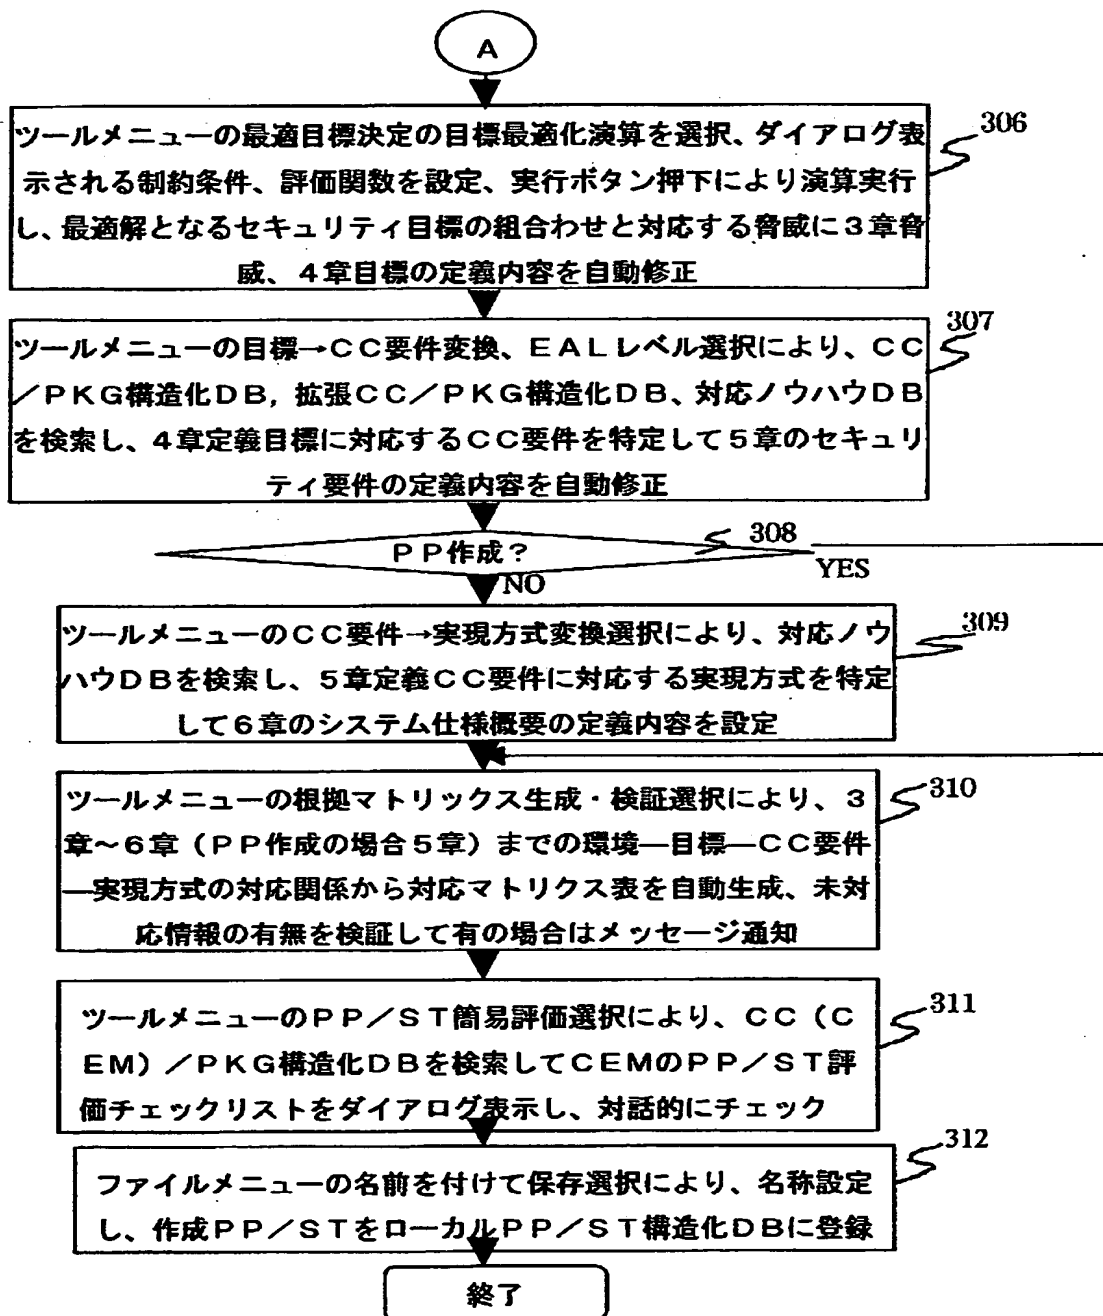 A
ツールメニューの最適目標決定の目標最適化演算を選択、ダイアログ表
示される制約条件、評価関数を設定、実行ボタン押下により演算実行
し、最適解となるセキュリティ目標の組合わせと対応する脅威に3章脅
威、4章目標の定義内容を自動修正
306
ツールメニューの目標→CC要件変換、EALレベル選択により、CC
/PKG構造化DB,拡張CC/PKG構造化DB、対応ノウハウDB
を検索し、4章定義目標に対応するCC要件を特定して5章のセキュリ
ティ要件の定義内容を自動修正
307
PP作成?
308
YES
NO
ツールメニューのCC要件→実現方式変換選択により、対応ノウ
ハウDBを検索し、5章定義CC要件に対応する実現方式を特定
して6章のシステム仕様概要の定義内容を設定
309
ツールメニューの根拠マトリックス生成・検証選択により、3
章~6章(PP作成の場合5章)までの環境―目標―CC要件
―実現方式の対応関係から対応マトリクス表を自動生成、未対
応情報の有無を検証して有の場合はメッセージ通知
310
ツールメニューのPP/ST簡易評価選択により、CC(C
EM)/PKG構造化DBを検索してCEMのPP/ST評
価チェックリストをダイアログ表示し、対話的にチェック
311
ファイルメニューの名前を付けて保存選択により、名称設定
し、作成PP/STをローカルPP/ST構造化DBに登録
312
終了